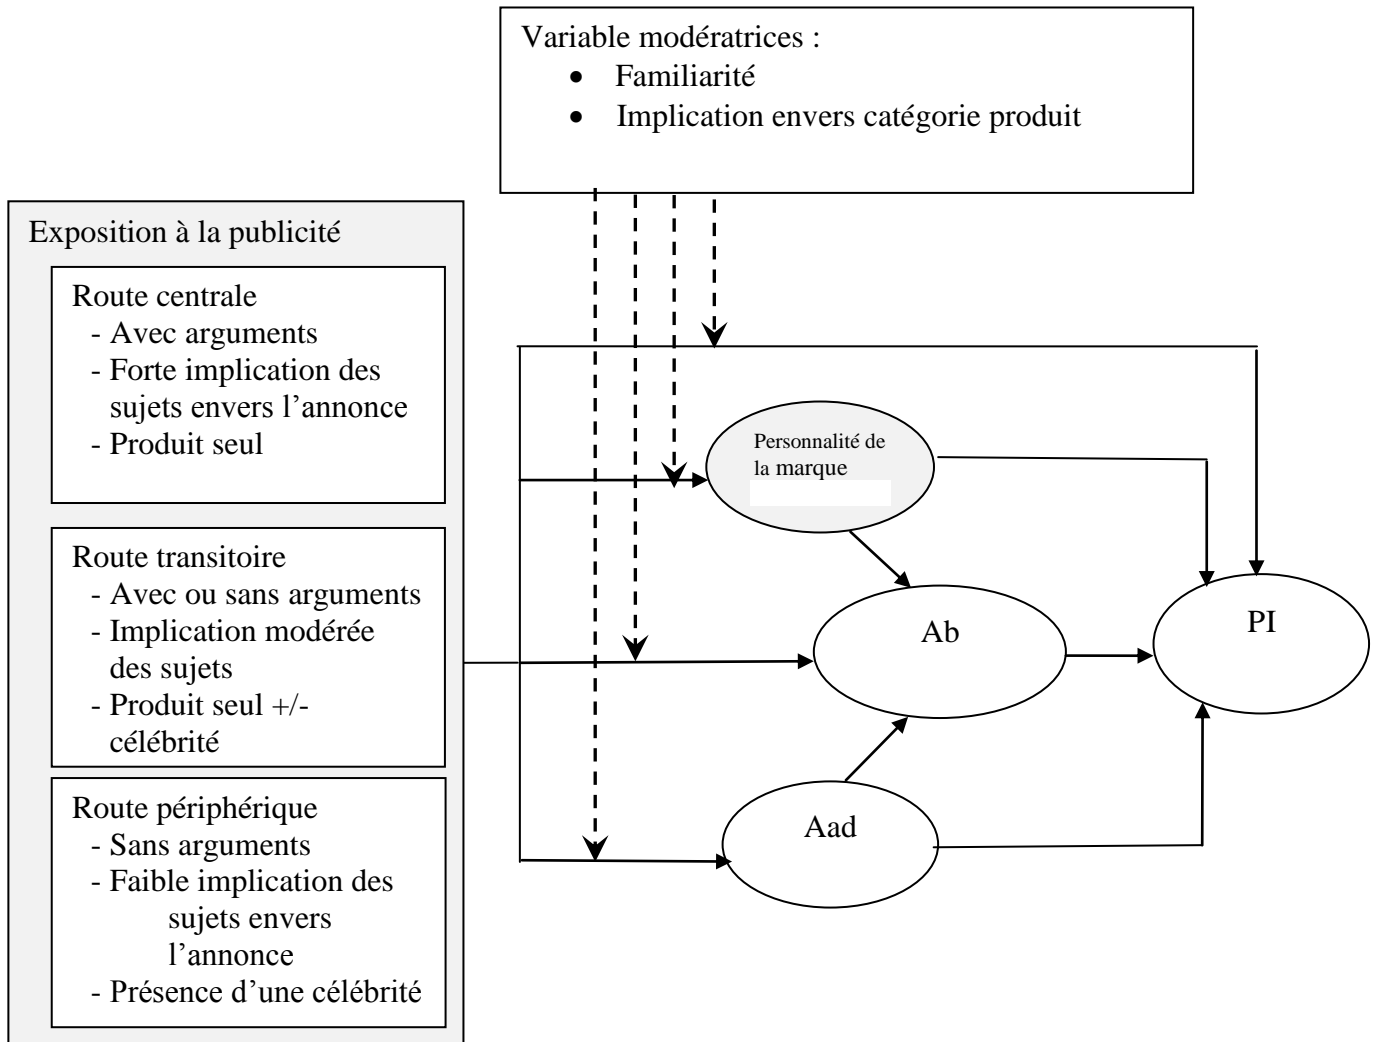 Variable modératrices :
• Familiarité
• Implication envers catégorie produit
Exposition à la publicité
Route centrale
- Avec arguments
- Forte implication des
sujets envers l’annonce
- Produit seul
Route transitoire
- Avec ou sans arguments
- Implication modérée
des sujets
- Produit seul +/-
célébrité
Route périphérique
- Sans arguments
- Faible implication des
sujets envers
l’annonce
- Présence d’une célébrité
Personnalité de
la marque
Ab
PI
Aad